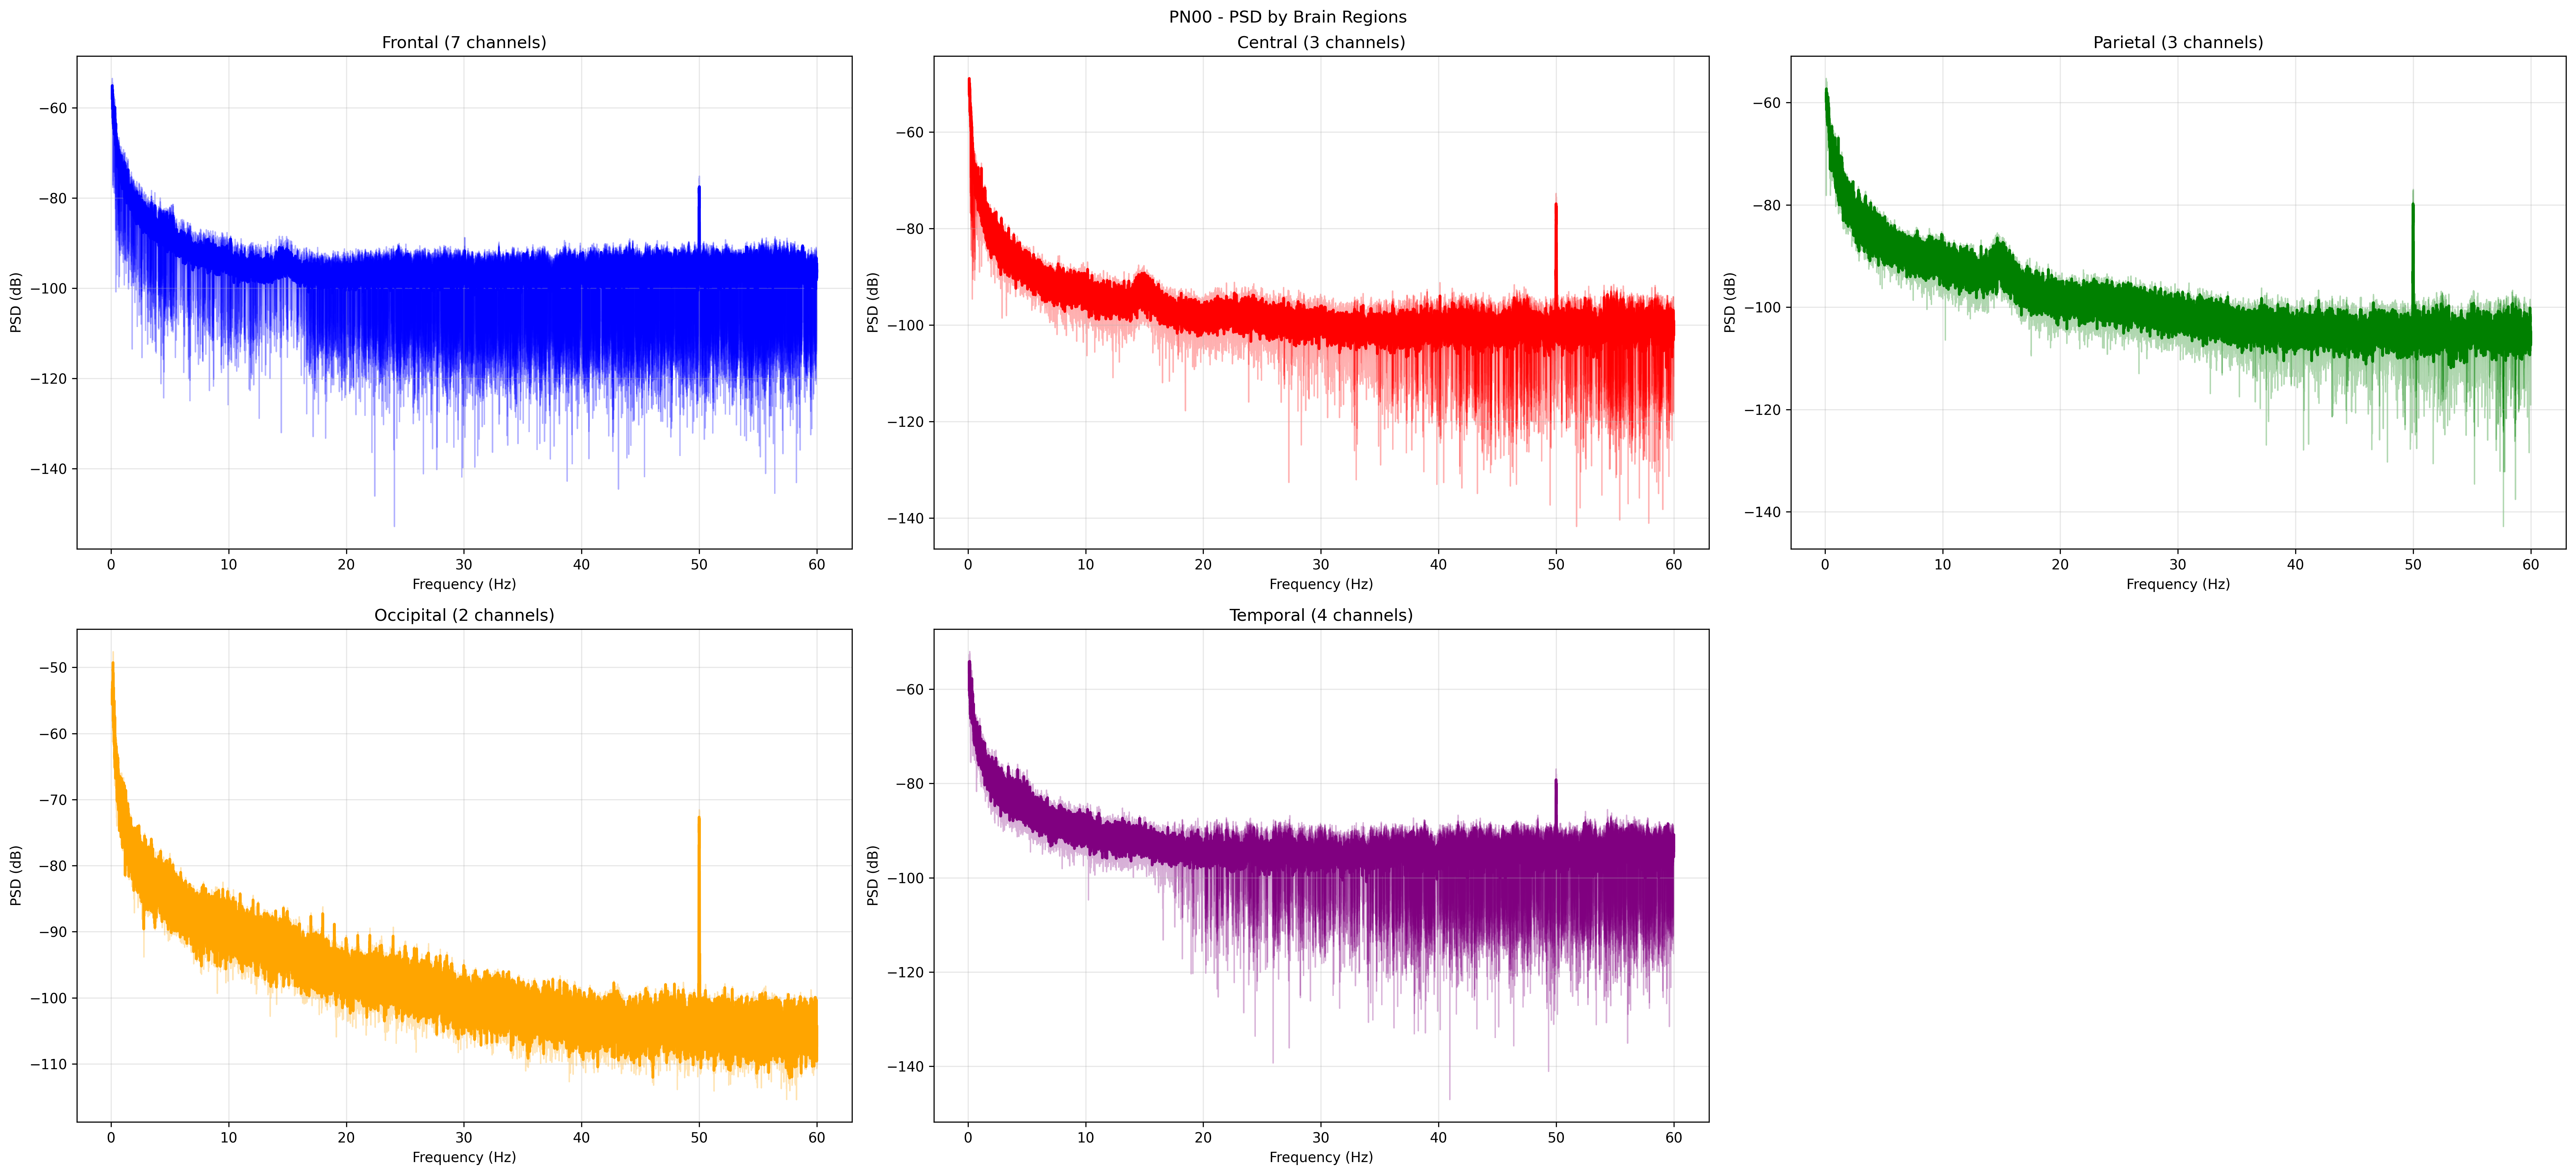 PN00 - PSD by Brain Regions
Frontal (7 channels)
PSD (dB)
−60
−80
−100
−120
−140
0 10 20 30 40 50 60
Frequency (Hz)
Central (3 channels)
PSD (dB)
−60
−80
−100
−120
−140
0 10 20 30 40 50 60
Frequency (Hz)
Parietal (3 channels)
PSD (dB)
−60
−80
−100
−120
−140
0 10 20 30 40 50 60
Frequency (Hz)
Occipital (2 channels)
PSD (dB)
−50
−60
−70
−80
−90
−100
−110
0 10 20 30 40 50 60
Frequency (Hz)
Temporal (4 channels)
PSD (dB)
−60
−80
−100
−120
−140
0 10 20 30 40 50 60
Frequency (Hz)